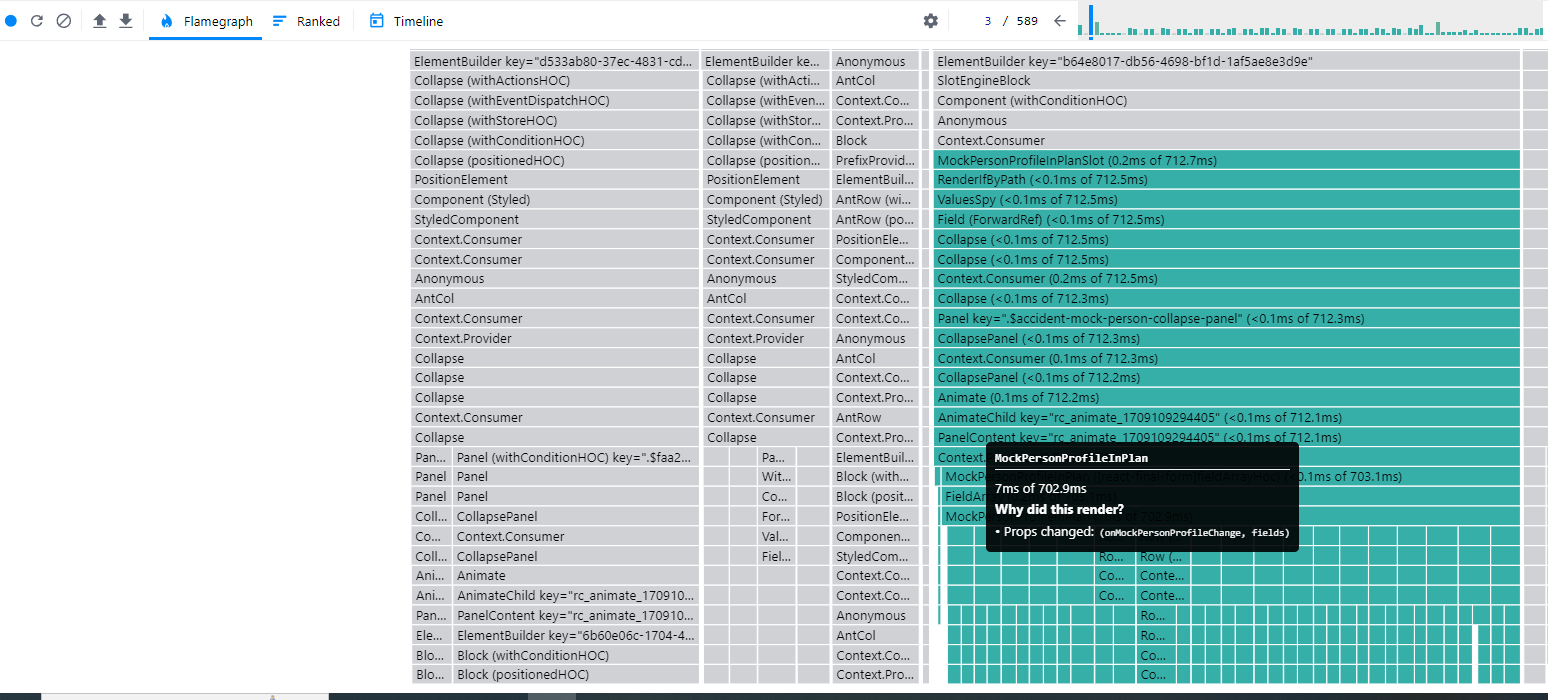 Flamegraph Ranked Timeline 3 / 589
ElementBuilder key="d533ab80-37ec-4831-cd... ElementBuilder ke... Anonymous ElementBuilder key="b64e8017-db56-4698-bf1d-1af5ae8e3d9e"
Collapse (withActionsHOC) Collapse (withActi... AntCol SlotEngineBlock
Collapse (withEventDispatchHOC) Collapse (withEven... Context.Co... Component (withConditionHOC)
Collapse (withStoreHOC) Collapse (withStor... Context.Pro... Anonymous
Collapse (withConditionHOC) Collapse (withCon... Block Context.Consumer
Collapse (positionedHOC) Collapse (position... PrefixProvid... MockPersonProfileInPlanSlot (0.2ms of 712.7ms)
PositionElement PositionElement ElementBuil... RenderIfByPath (<0.1ms of 712.5ms)
Component (Styled) Component (Styled) AntRow (wi... ValuesSpy (<0.1ms of 712.5ms)
StyledComponent StyledComponent AntRow (po... Field (ForwardRef) (<0.1ms of 712.5ms)
Context.Consumer Context.Consumer PositionEle... Collapse (<0.1ms of 712.5ms)
Context.Consumer Context.Consumer Component... Collapse (<0.1ms of 712.5ms)
Anonymous Anonymous StyledCom... Context.Consumer (0.2ms of 712.5ms)
AntCol AntCol Context.Co... Collapse (<0.1ms of 712.3ms)
Context.Consumer Context.Consumer Context.Co... Panel key=".$accident-mock-person-collapse-panel" (<0.1ms of 712.3ms)
Context.Provider Context.Provider Anonymous CollapsePanel (<0.1ms of 712.3ms)
Collapse Collapse AntCol Context.Consumer (0.1ms of 712.3ms)
Collapse Collapse Context.Co... CollapsePanel (<0.1ms of 712.2ms)
Collapse Collapse Context.Pro... Animate (0.1ms of 712.2ms)
Context.Consumer Context.Consumer AntRow AnimateChild key="rc_animate_1709109294405" (<0.1ms of 712.1ms)
Collapse Collapse Context.Pro... PanelContent key="rc_animate_1709109294405" (<0.1ms of 712.1ms)
Pan... Panel (withConditionHOC) key=".$faa2... Pa... ElementBuil... Context.
Panel Panel Wit... Block (with... MockP <0.1ms of 703.1ms)
Panel Panel Co... Block (posit... FieldAr
Coll... CollapsePanel For... PositionEle... MockP
Co... Context.Consumer Val... Componen...
Coll... CollapsePanel Fiel... StyledCom... Ro... Row (...
Ani... Animate Context.Co... Co... Conte...
Ani... AnimateChild key="rc_animate_170910... Context.Co... Co... Conte...
Pan... PanelContent key="rc_animate_170910... Anonymous Ro...
Ele... ElementBuilder key="6b60e06c-1704-4... AntCol Ro...
Blo... Block (withConditionHOC) Context.Co... Co...
Blo... Block (positionedHOC) Context.Pro... Co...
MockPersonProfileInPlan
7ms of 702.9ms
Why did this render?
• Props changed: (onMockPersonProfileChange, fields)